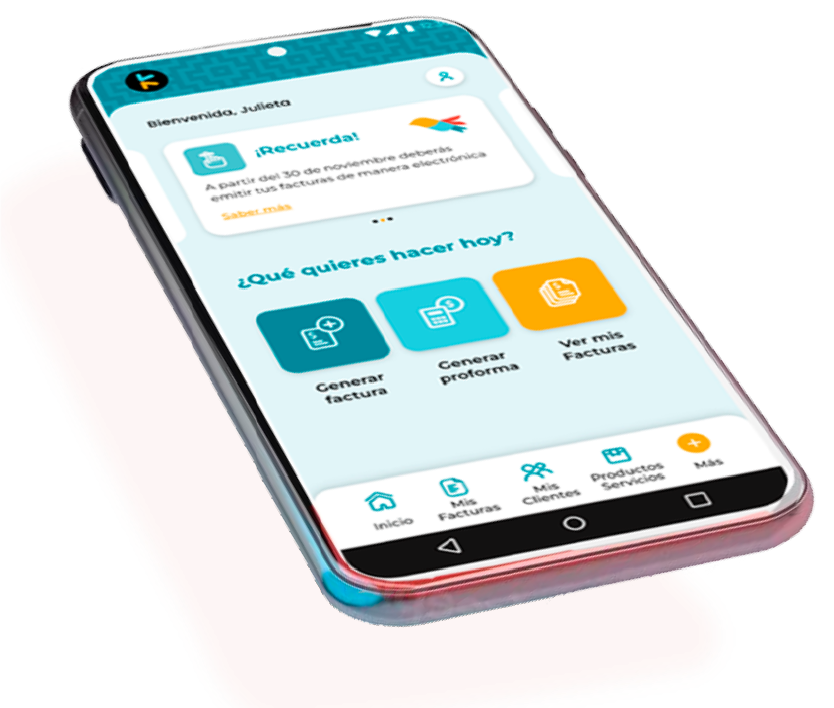 Bienvenida, Julieta
¡Recuerda!
A partir del 30 de noviembre deberás
emitir tus facturas de manera electrónica
Saber más
¿Qué quieres hacer hoy?
Generar
factura
Generar
proforma
Ver mis
Facturas
Inicio
Mis
Facturas
Mis
Clientes
Productos
Servicios
Más